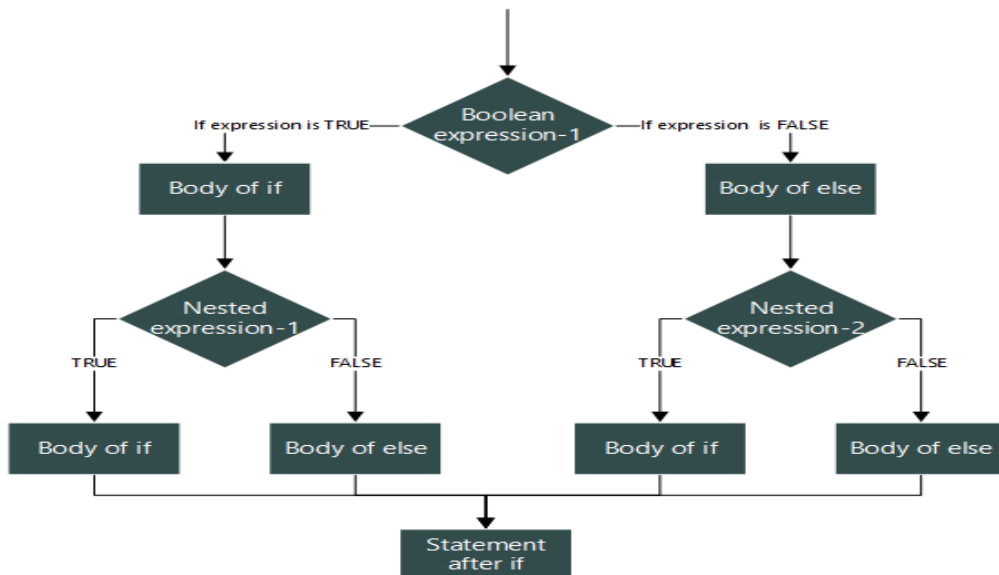 Boolean
expression-1
If expression is TRUE
If expression is FALSE
Body of if
Body of else
Nested
expression-1
Nested
expression-2
TRUE
FALSE
TRUE
FALSE
Body of if
Body of else
Body of if
Body of else
Statement
after if